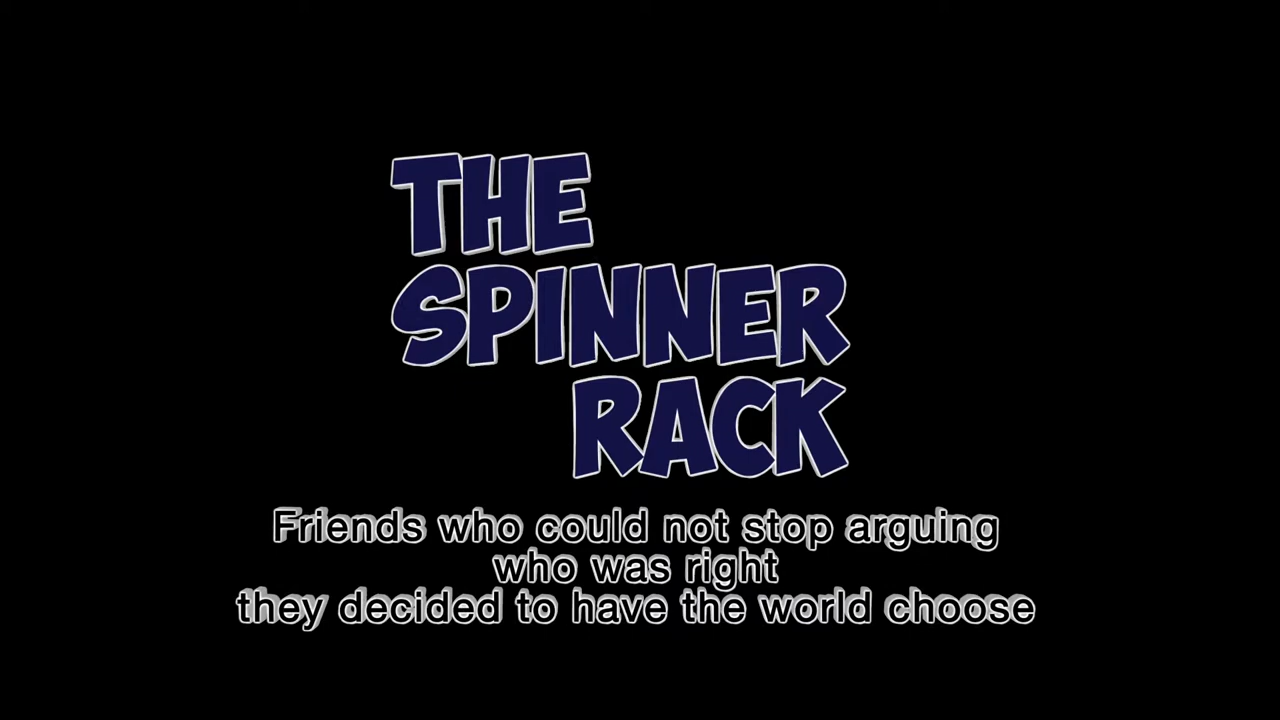 THE
SPINNER
RACK
Friends who could not stop arguing
who was right
they decided to have the world choose